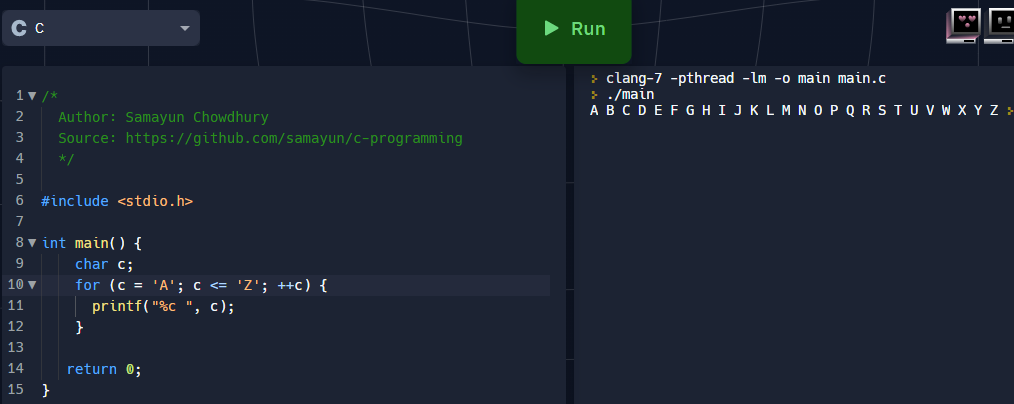 C C
Run
1 /*
2 Author: Samayun Chowdhury
3 Source: https://github.com/samayun/c-programming
4 */
5
6 #include <stdio.h>
7
8 int main() {
9 char c;
10 for (c = 'A'; c <= 'Z'; ++c) {
11 printf("%c ", c);
12 }
13
14 return 0;
15 }
clang-7 -pthread -lm -o main main.c
./main
A B C D E F G H I J K L M N O P Q R S T U V W X Y Z